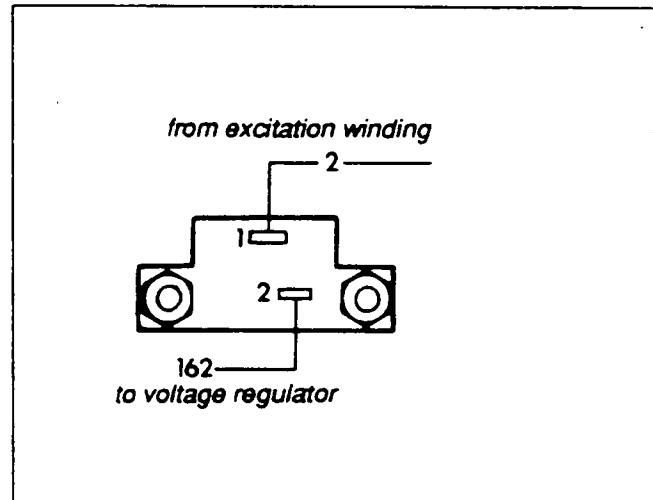 from excitation winding
2
1
2
162
to voltage regulator